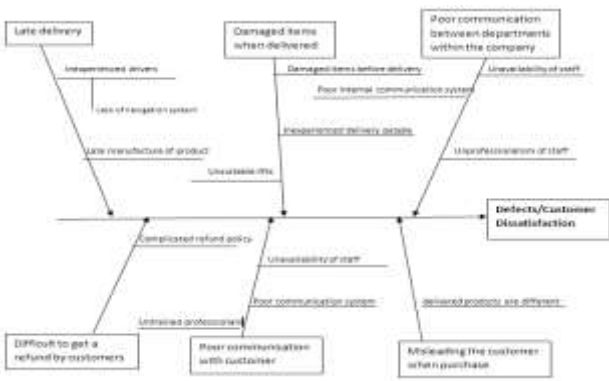 Late delivery
Damaged items
when delivered
Poor communication
between departments
within the company
Inexperienced drivers
Lacs of navigation system
Late manufacture of product
Damaged items before delivery
Inexperienced delivery people
Unsuitable
Unavailability of staff
Poor internal communication system
Unprofessionalism of staff
Defects/Customer
Dissatisfaction
Complicated refund policy
Unavailability of staff
Poor communication system
Untrained professionals
delivered products are different
Difficult to get a
refund by customers
Poor communication
with customer
Misleading the customer
when purchase